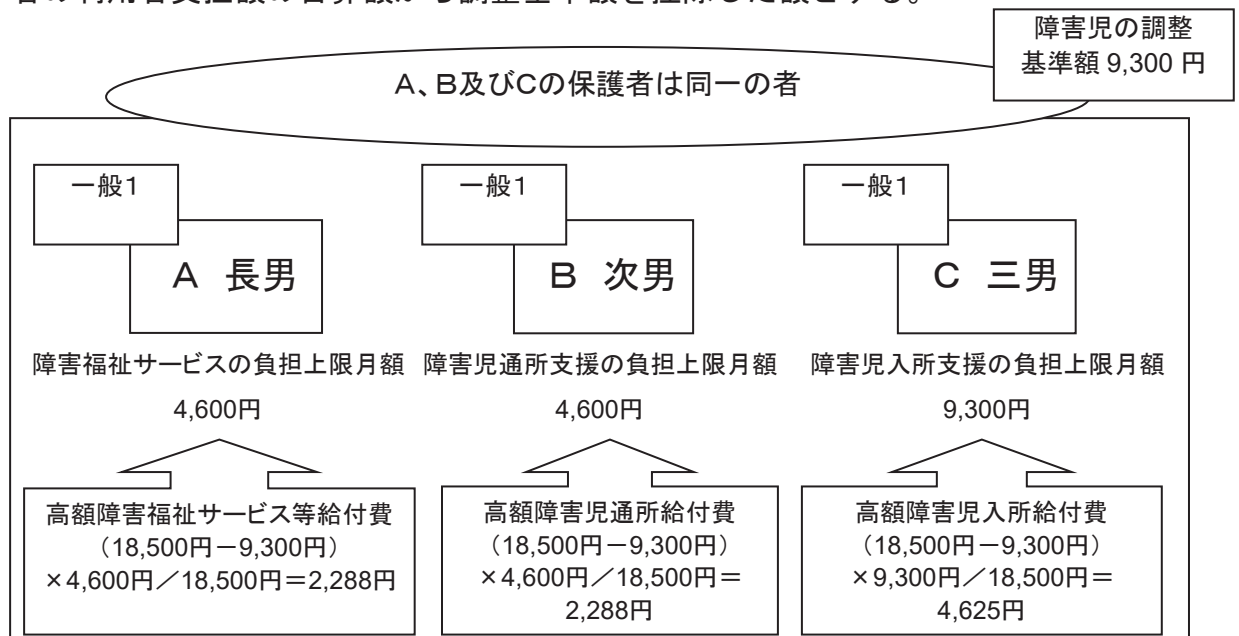 者の利用者負担額の合算額から調整基準額を控除した額とする。
障害児の調整
基準額 9,300 円
A、B及びCの保護者は同一の者
一般1
A 長男
障害福祉サービスの負担上限月額
4,600円
高額障害福祉サービス等給付費
（18,500円－9,300円）
×4,600円／18,500円＝2,288円
一般1
B 次男
障害児通所支援の負担上限月額
4,600円
高額障害児通所給付費
（18,500円－9,300円）
×4,600円／18,500円＝
2,288円
一般1
C 三男
障害児入所支援の負担上限月額
9,300円
高額障害児入所給付費
（18,500円－9,300円）
×9,300円／18,500円＝
4,625円